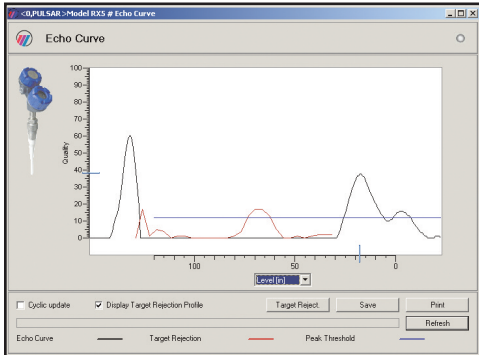 <0,PULSAR>Model RX5 # Echo Curve
Echo Curve
100
90
80
70
60
50
40
30
20
10
0
Quality
100 50 0
Level[in]
Cyclic update Display Target Rejection Profile Target Reject. Save Print
Refresh
Echo Curve Target Rejection Peak Threshold